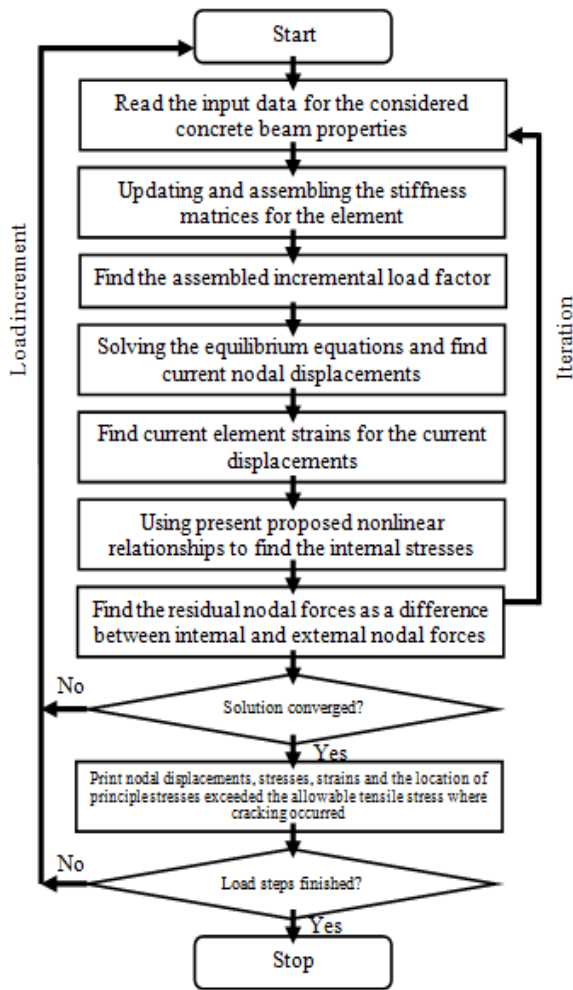 Start
Read the input data for the considered
concrete beam properties
Updating and assembling the stiffness
matrices for the element
Find the assembled incremental load factor
Solving the equilibrium equations and find
current nodal displacements
Find current element strains for the current
displacements
Using present proposed nonlinear
relationships to find the internal stresses
Find the residual nodal forces as a difference
between internal and external nodal forces
No
Solution converged?
Yes
Print nodal displacements, stresses, strains and the location of
principle stresses exceeded the allowable tensile stress where
cracking occurred
No
Load steps finished?
Yes
Stop
Load increment
Iteration